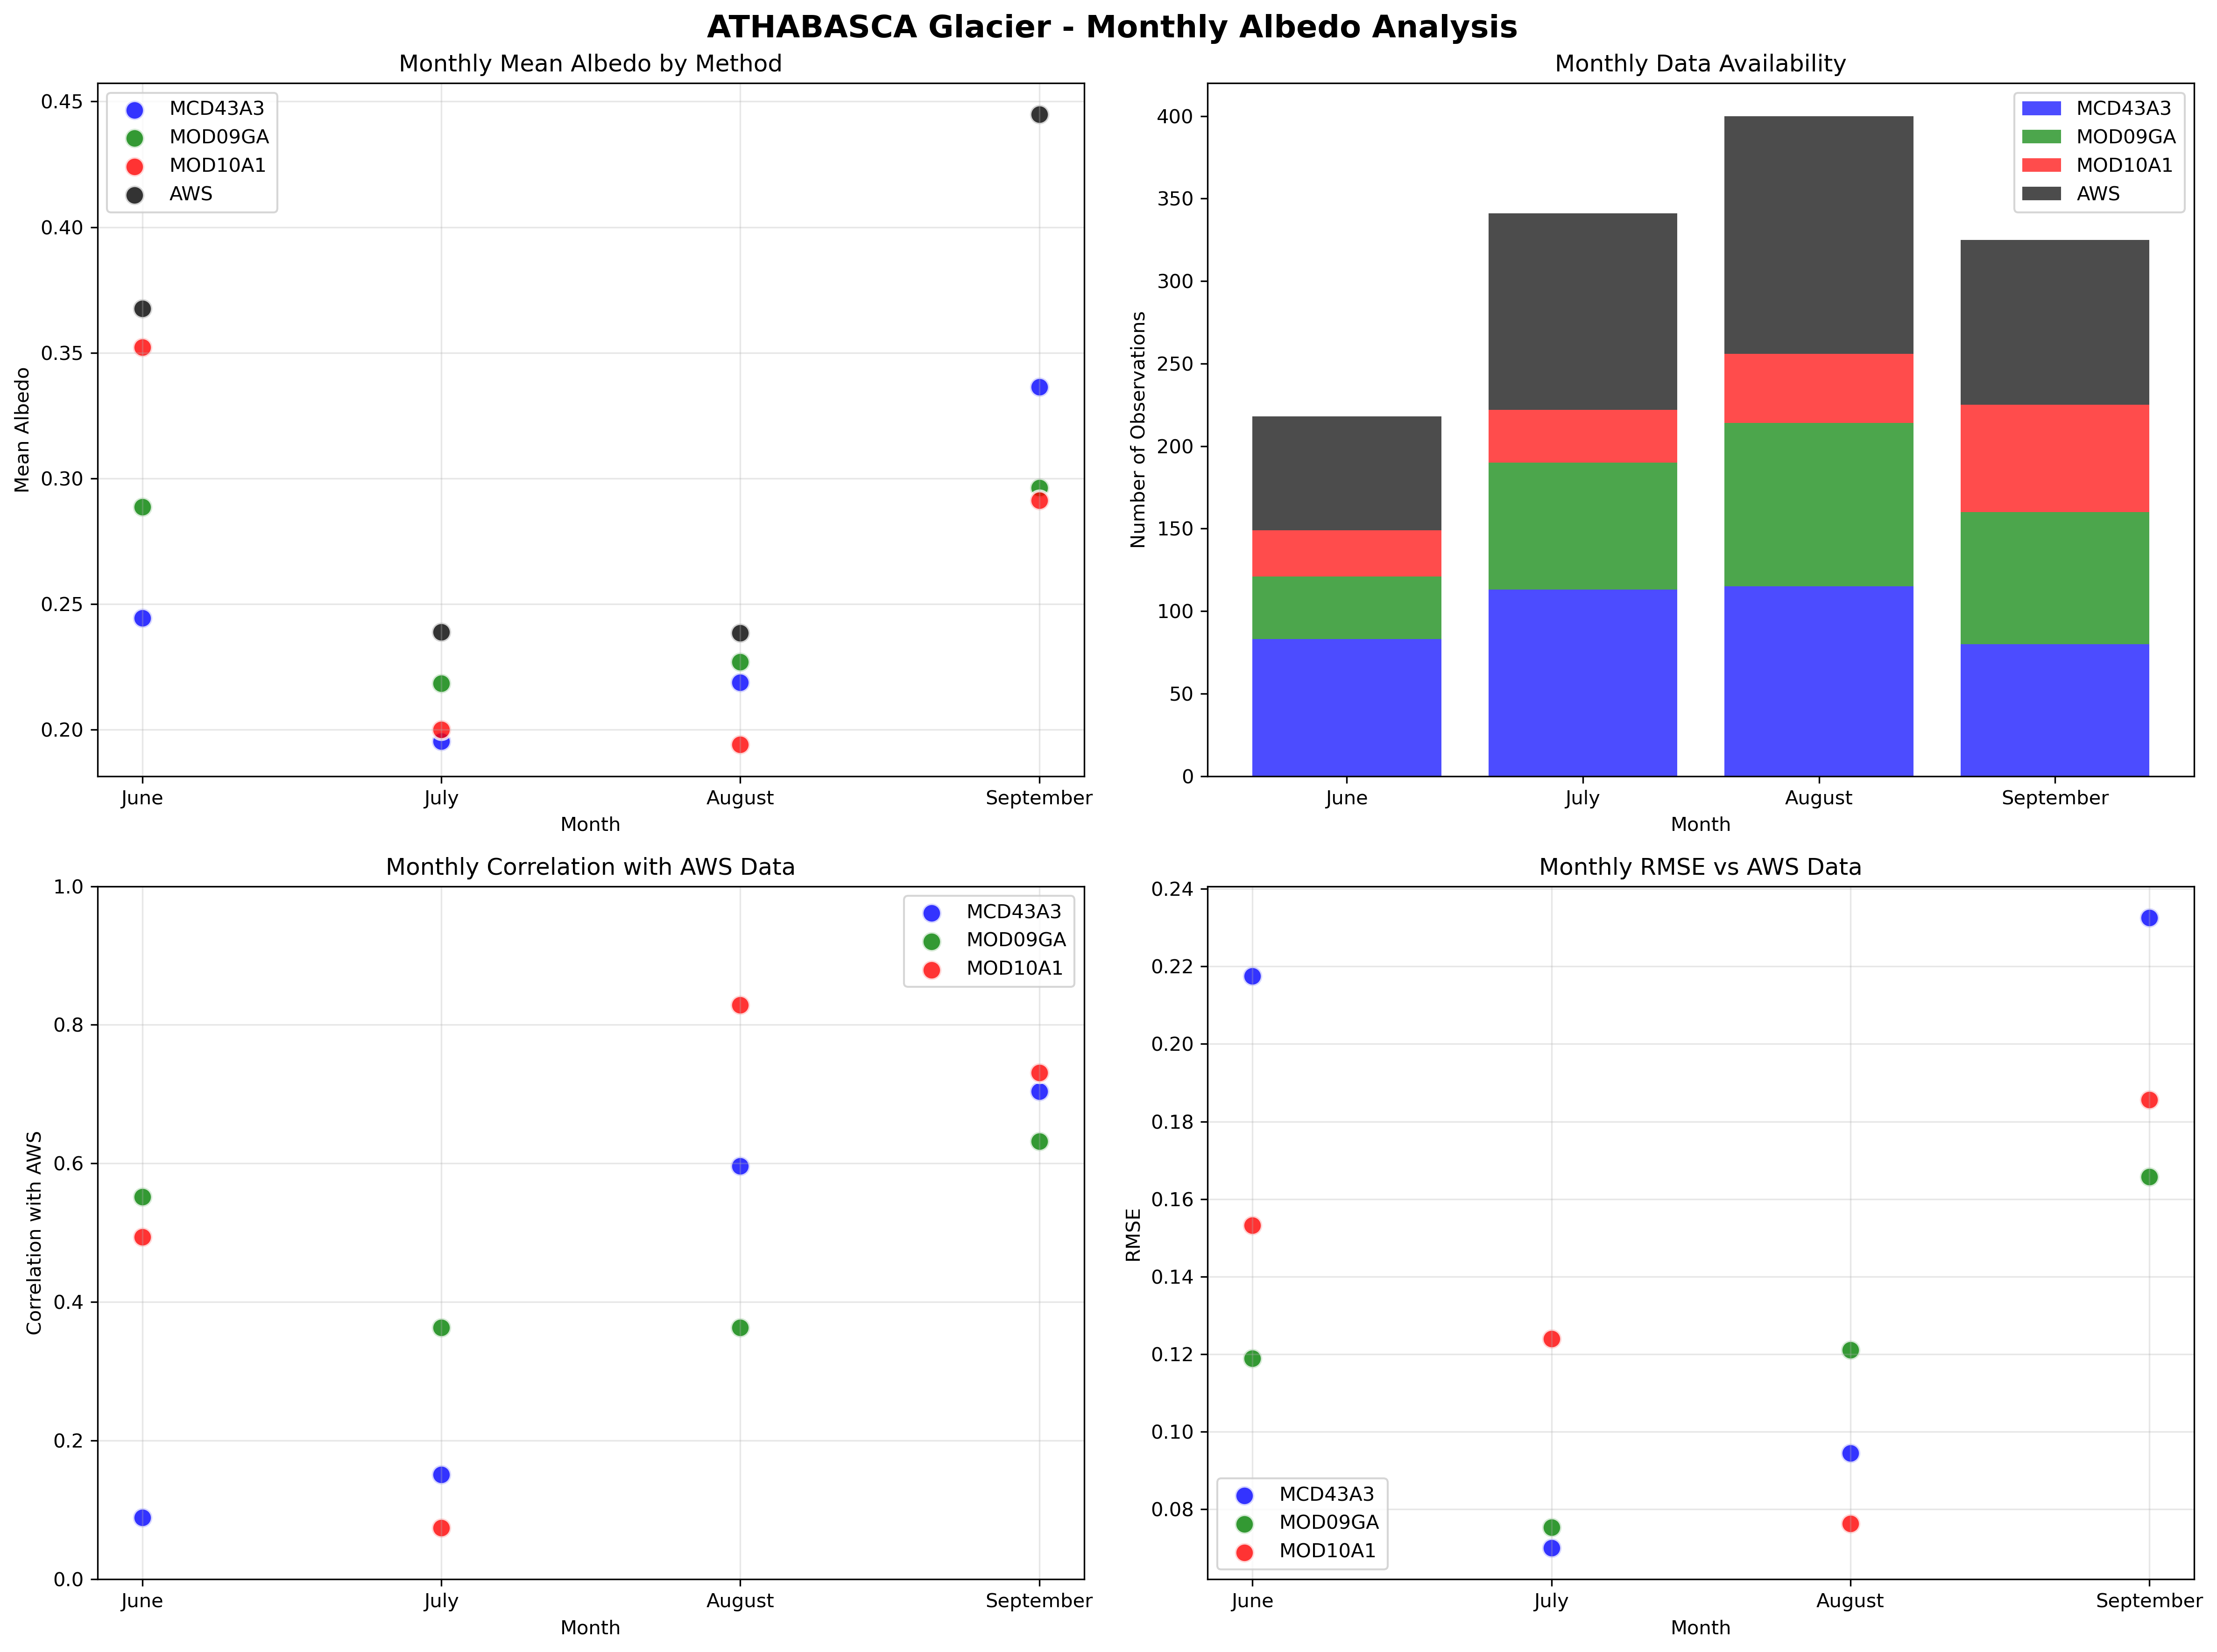 ATHABASCA Glacier - Monthly Albedo Analysis
Monthly Mean Albedo by Method
0.45
0.40
0.35
0.30
0.25
0.20
Mean Albedo
MCD43A3
MOD09GA
MOD10A1
AWS
June
July
August
September
Month
Monthly Data Availability
400
350
300
250
200
150
100
50
0
Number of Observations
MCD43A3
MOD09GA
MOD10A1
AWS
June
July
August
September
Month
Monthly Correlation with AWS Data
1.0
0.8
0.6
0.4
0.2
0.0
Correlation with AWS
MCD43A3
MOD09GA
MOD10A1
June
July
August
September
Month
Monthly RMSE vs AWS Data
0.24
0.22
0.20
0.18
0.16
0.14
0.12
0.10
0.08
RMSE
MCD43A3
MOD09GA
MOD10A1
June
July
August
September
Month